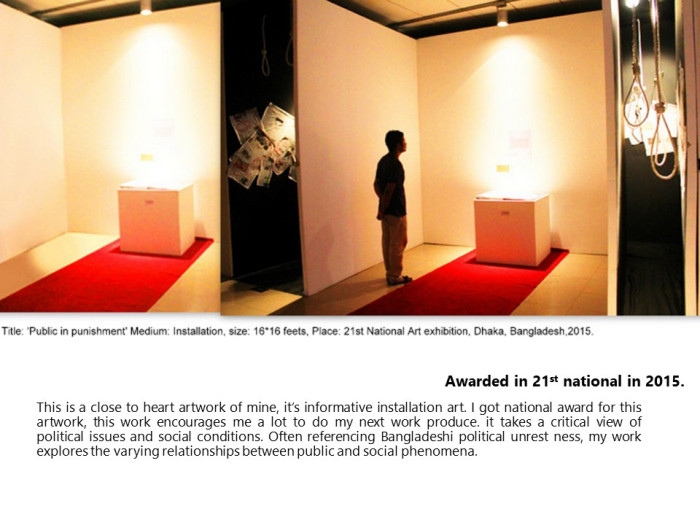 Title: 'Public in punishment' Medium: Installation, size: 16*16 feets, Place: 21st National Art exhibition, Dhaka, Bangladesh,2015.
Awarded in 21st national in 2015.
This is a close to heart artwork of mine, it's informative installation art. I got national award for this
artwork, this work encourages me a lot to do my next work produce. it takes a critical view of
political issues and social conditions. Often referencing Bangladeshi political unrest ness, my work
explores the varying relationships between public and social phenomena.